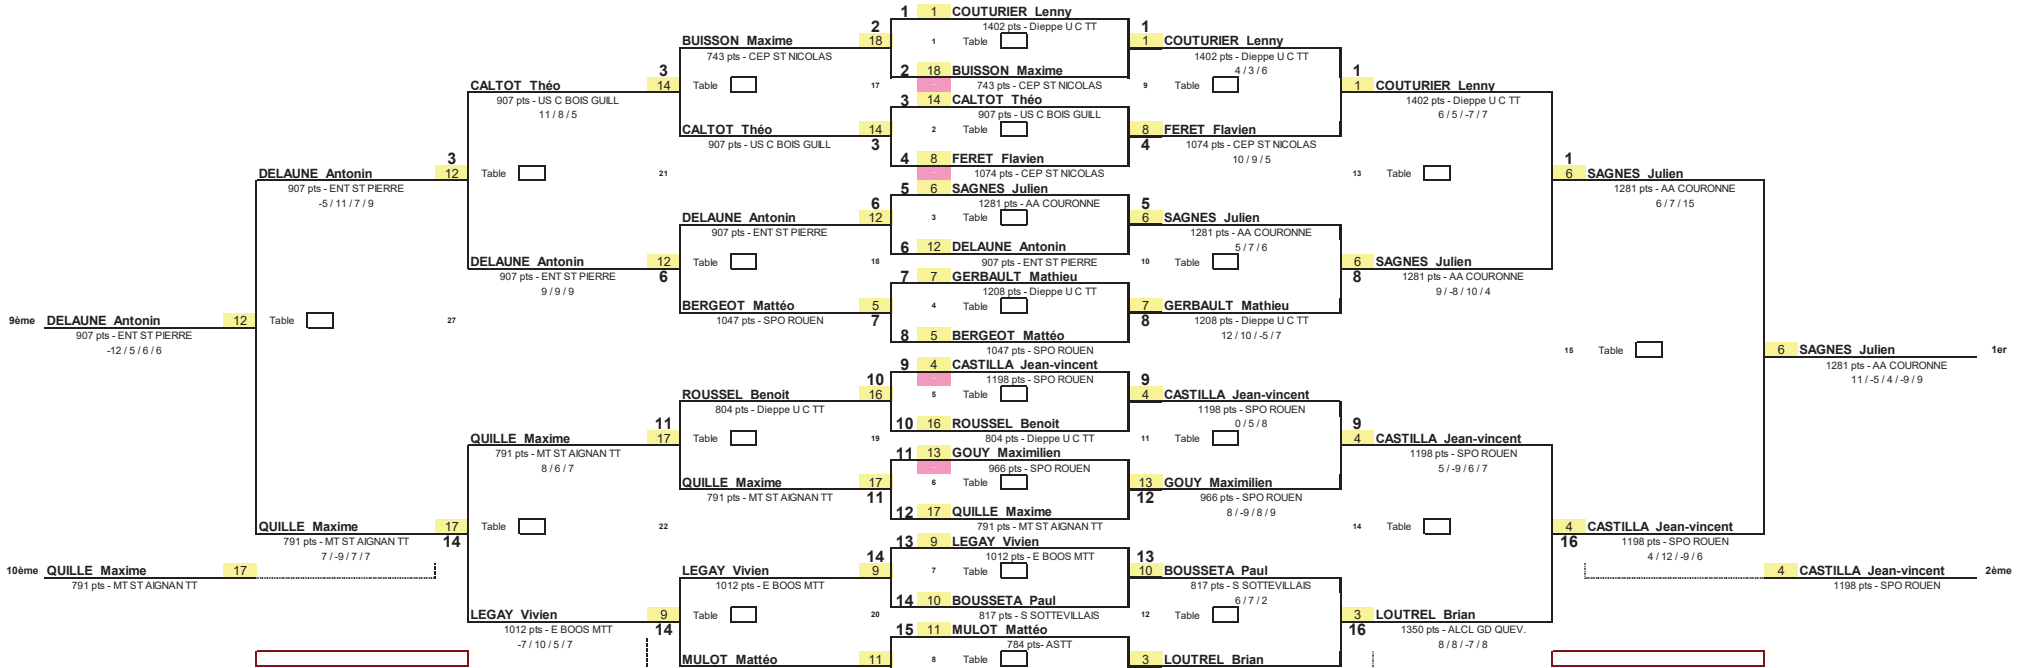 1 1 COUTURIER Lenny
2 1402 pts - Dieppe U C TT 1
BUISSON Maxime 18 1 Table 1 COUTURIER Lenny
743 pts - CEP ST NICOLAS 1402 pts - Dieppe U C TT
3 2 18 BUISSON Maxime 4 / 3 / 6 1
CALTOT Théo 14 Table 17 743 pts - CEP ST NICOLAS 9 Table 1 COUTURIER Lenny
907 pts - US C BOIS GUILL 3 14 CALTOT Théo 1402 pts - Dieppe U C TT
11 / 8 / 5 907 pts - US C BOIS GUILL 6 / 5 / -7 / 7
CALTOT Théo 14 2 Table 8 FERET Flavien
907 pts - US C BOIS GUILL 3 4 1074 pts - CEP ST NICOLAS
3 4 8 FERET Flavien 10 / 9 / 5 1
DELAUNE Antonin 12 Table 21 1074 pts - CEP ST NICOLAS 13 Table 6 SAGNES Julien
907 pts - ENT ST PIERRE 5 6 SAGNES Julien 1281 pts - AA COURONNE
-5 / 11 / 7 / 9 6 1281 pts - AA COURONNE 5 6 / 7 / 15
DELAUNE Antonin 12 3 Table 6 SAGNES Julien
907 pts - ENT ST PIERRE 1281 pts - AA COURONNE
6 12 DELAUNE Antonin 5 / 7 / 6
DELAUNE Antonin 12 Table 18 907 pts - ENT ST PIERRE 10 Table 6 SAGNES Julien
907 pts - ENT ST PIERRE 6 7 7 GERBAULT Mathieu 8 1281 pts - AA COURONNE
9 / 9 / 9 1208 pts - Dieppe U C TT 9 / -8 / 10 / 4
BERGEOT Mattéo 5 4 Table 7 GERBAULT Mathieu
9ème DELAUNE Antonin 12 Table 27 1047 pts - SPO ROUEN 7 8 1208 pts - Dieppe U C TT
907 pts - ENT ST PIERRE 8 5 BERGEOT Mattéo 12 / 10 / -5 / 7
-12 / 5 / 6 / 6 1047 pts - SPO ROUEN 15 Table 6 SAGNES Julien 1er
9 4 CASTILLA Jean-vincent 1281 pts - AA COURONNE
10 1198 pts - SPO ROUEN 9 11 / -5 / 4 / -9 / 9
ROUSSEL Benoit 16 5 Table 4 CASTILLA Jean-vincent
804 pts - Dieppe U C TT 1198 pts - SPO ROUEN
11 10 16 ROUSSEL Benoit 0 / 5 / 8 9
QUILLE Maxime 17 Table 19 804 pts - Dieppe U C TT 11 Table 4 CASTILLA Jean-vincent
791 pts - MT ST AIGNAN TT 11 13 GOUY Maximilien 1198 pts - SPO ROUEN
8 / 6 / 7 966 pts - SPO ROUEN 5 / -9 / 6 / 7
QUILLE Maxime 17 6 Table 13 GOUY Maximilien
791 pts - MT ST AIGNAN TT 11 12 966 pts - SPO ROUEN
12 17 QUILLE Maxime 8 / -9 / 8 / 9
QUILLE Maxime 17 Table 22 791 pts - MT ST AIGNAN TT 14 Table 4 CASTILLA Jean-vincent
791 pts - MT ST AIGNAN TT 14 13 9 LEGAY Vivien 16 1198 pts - SPO ROUEN
7 / -9 / 7 / 7 14 1012 pts - E BOOS MTT 13 4 / 12 / -9 / 6
10ème QUILLE Maxime 17 LEGAY Vivien 9 7 Table 10 BOUSSETA Paul 4 CASTILLA Jean-vincent 2ème
791 pts - MT ST AIGNAN TT 1012 pts - E BOOS MTT 817 pts - S SOTTEVILLAIS 1198 pts - SPO ROUEN
14 10 BOUSSETA Paul 6 / 7 / 2
LEGAY Vivien 9 Table 20 817 pts - S SOTTEVILLAIS 12 Table 3 LOUTREL Brian
1012 pts - E BOOS MTT 14 15 11 MULOT Mattéo 16 1350 pts - ALCL GD QUEV.
-7 / 10 / 5 / 7 784 pts- ASTT 8 / 8 / -7 / 8
MULOT Mattéo 11 8 Table 3 LOUTREL Brian